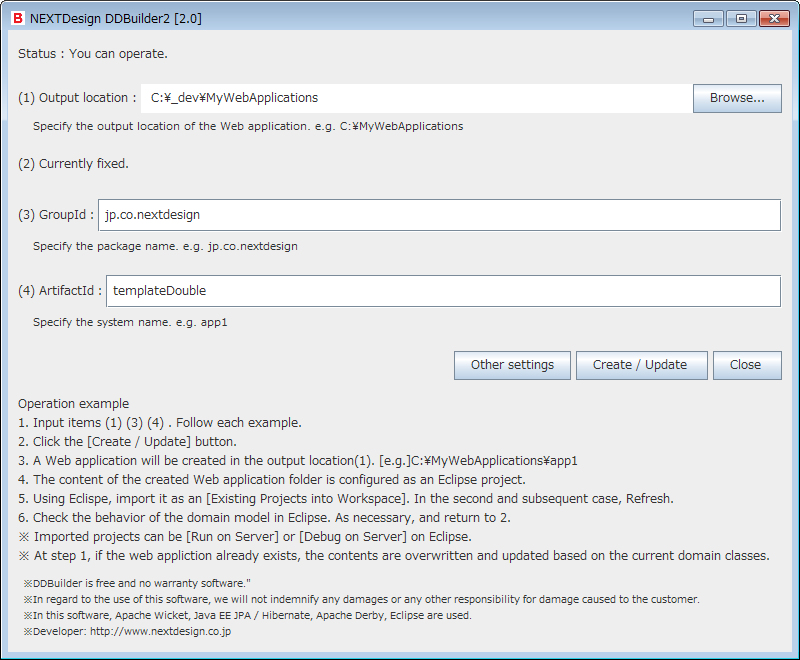 B NEXTDesign DDBuilder2 [2.0]
Status : You can operate.
(1) Output location : C:¥_dev¥MyWebApplications Browse...
Specify the output location of the Web application. e.g. C:¥MyWebApplications
(2) Currently fixed.
(3) GroupId : jp.co.nextdesign
Specify the package name. e.g. jp.co.nextdesign
(4) ArtifactId : templateDouble
Specify the system name. e.g. app1
Other settings Create / Update Close
Operation example
1. Input items (1) (3) (4) . Follow each example.
2. Click the [Create / Update] button.
3. A Web application will be created in the output location(1). [e.g.]C:¥MyWebApplications¥app1
4. The content of the created Web application folder is configured as an Eclipse project.
5. Using Eclispe, import it as an [Existing Projects into Workspace]. In the second and subsequent case, Refresh.
6. Check the behavior of the domain model in Eclipse. As necessary, and return to 2.
※ Imported projects can be [Run on Server] or [Debug on Server] on Eclipse.
※ At step 1, if the web appliction already exists, the contents are overwritten and updated based on the current domain classes.
※DDBuilder is free and no warranty software."
※In regard to the use of this software, we will not indemnify any damages or any other responsibility for damage caused to the customer.
※In this software, Apache Wicket, Java EE JPA / Hibernate, Apache Derby, Eclipse are used.
※Developer: http://www.nextdesign.co.jp